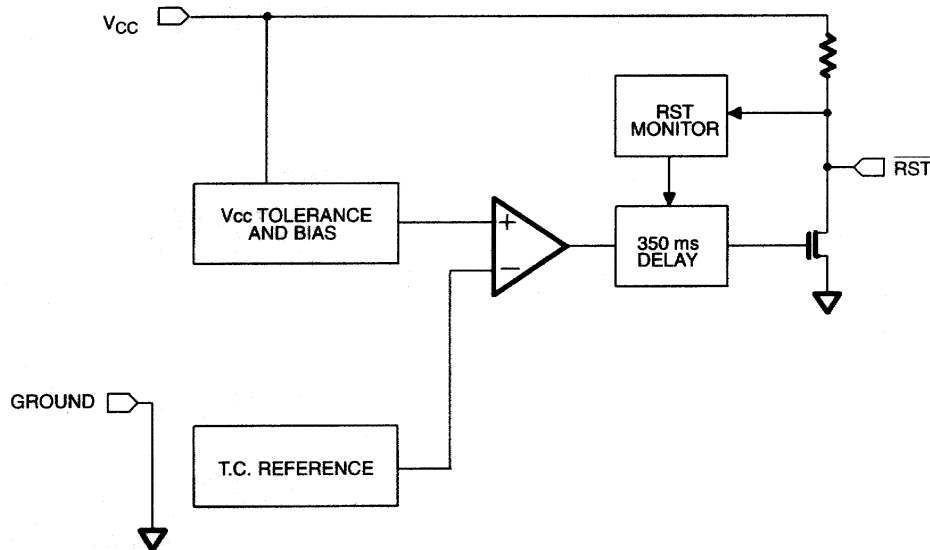 VCC
RST
MONITOR
RST
Vcc TOLERANCE
AND BIAS
+
−
350 ms
DELAY
GROUND
T.C. REFERENCE